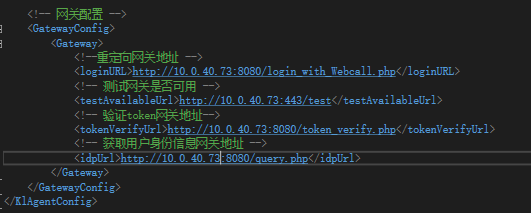 <!-- 网关配置 -->
<GatewayConfig>
<Gateway>
<!--重定向网关地址 -->
<loginURL>http://10.0.40.73:8080/login_with_Webcall.php</loginURL>
<!-- 测试网关是否可用 -->
<testAvailableUrl>http://10.0.40.73:443/test</testAvailableUrl>
<!-- 验证token网关地址-->
<tokenVerifyUrl>http://10.0.40.73:8080/token_verify.php</tokenVerifyUrl>
<!-- 获取用户身份信息网关地址 -->
<idpUrl>http://10.0.40.73:8080/query.php</idpUrl>
</Gateway>
</GatewayConfig>
</KlAgentConfig>